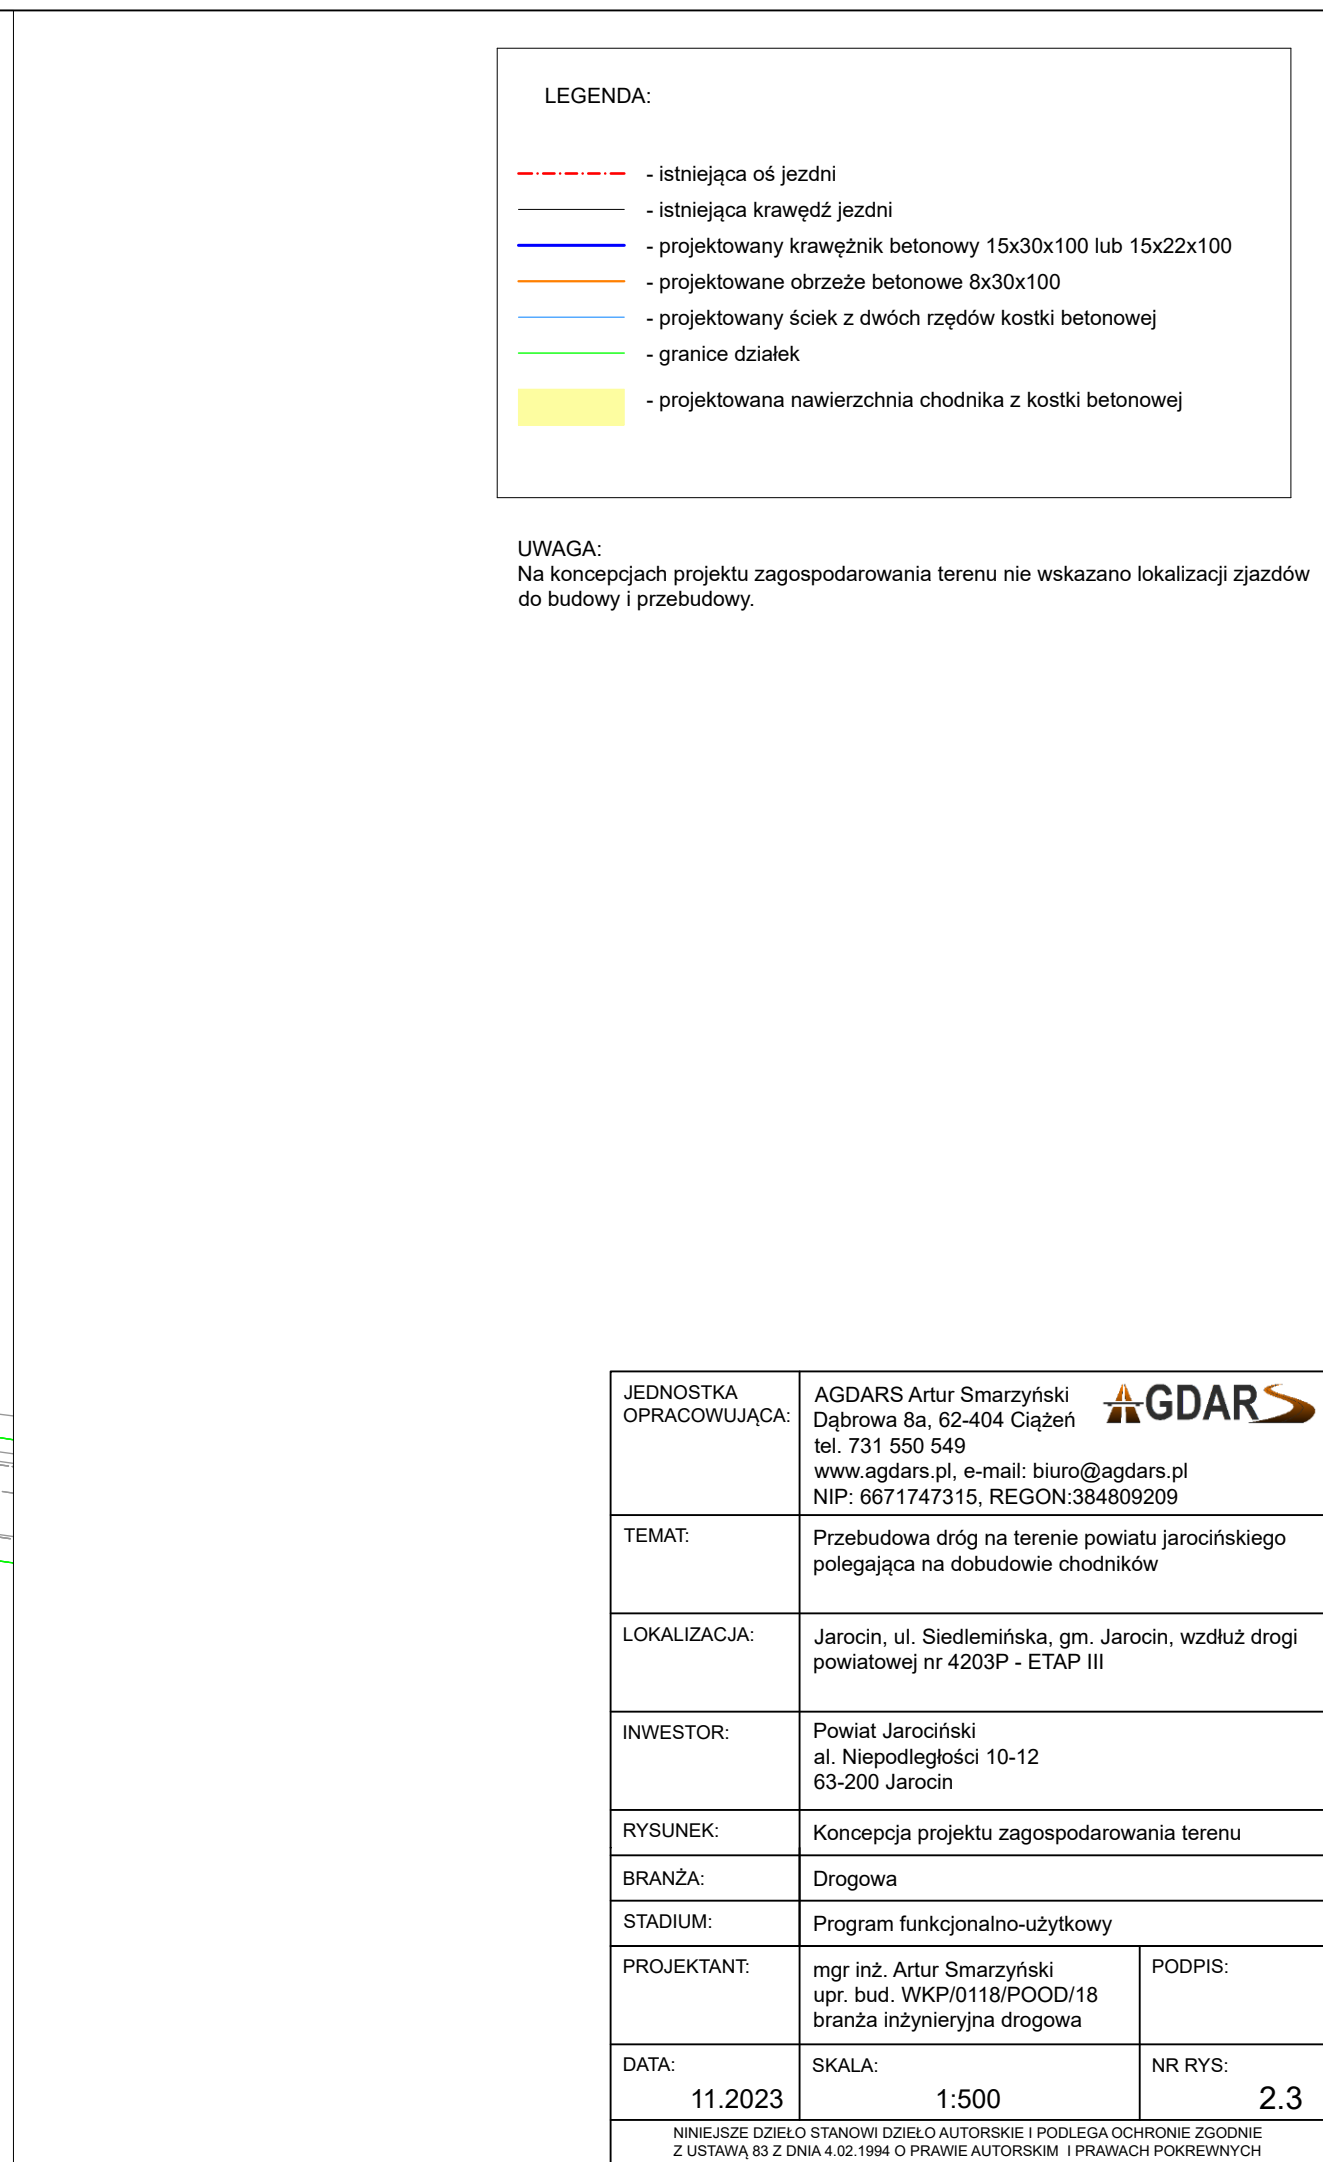 LEGENDA:
- istniejąca oś jezdni
- istniejąca krawędź jezdni
- projektowany krawężnik betonowy 15x30x100 lub 15x22x100
- projektowane obrzeże betonowe 8x30x100
- projektowany ściek z dwóch rzędów kostki betonowej
- granice działek
- projektowana nawierzchnia chodnika z kostki betonowej
UWAGA:
Na koncepcjach projektu zagospodarowania terenu nie wskazano lokalizacji zjazdów
do budowy i przebudowy.
JEDNOSTKA
OPRACOWUJĄCA:
AGDARS Artur Smarzyński
Dąbrowa 8a, 62-404 Ciążeń
tel. 731 550 549
www.agdars.pl, e-mail: biuro@agdars.pl
NIP: 6671747315, REGON:384809209
AGDARS
TEMAT:
Przebudowa dróg na terenie powiatu jarocińskiego
polegająca na dobudowie chodników
LOKALIZACJA:
Jarocin, ul. Siedlemińska, gm. Jarocin, wzdłuż drogi
powiatowej nr 4203P - ETAP III
INWESTOR:
Powiat Jarociński
al. Niepodległości 10-12
63-200 Jarocin
RYSUNEK:
Koncepcja projektu zagospodarowania terenu
BRANŻA:
Drogowa
STADIUM:
Program funkcjonalno-użytkowy
PROJEKTANT:
mgr inż. Artur Smarzyński
upr. bud. WKP/0118/POOD/18
branża inżynieryjna drogowa
PODPIS:
DATA:
11.2023
SKALA:
1:500
NR RYS:
2.3
NINIEJSZE DZIEŁO STANOWI DZIEŁO AUTORSKIE I PODLEGA OCHRONIE ZGODNIE
Z USTAWĄ 83 Z DNIA 4.02.1994 O PRAWIE AUTORSKIM I PRAWACH POKREWNYCH